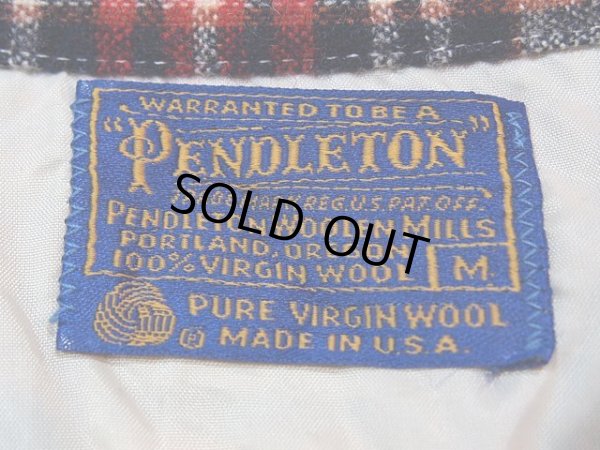 WARRANTED TO BE A
"PENDLETON"
REG. U.S. PAT. OFF.
SOLD OUT
PENDLETON WOOLEN MILLS
PORTLAND, OREGON
100% VIRGIN WOOL M.
PURE VIRGIN WOOL
MADE IN U.S.A.